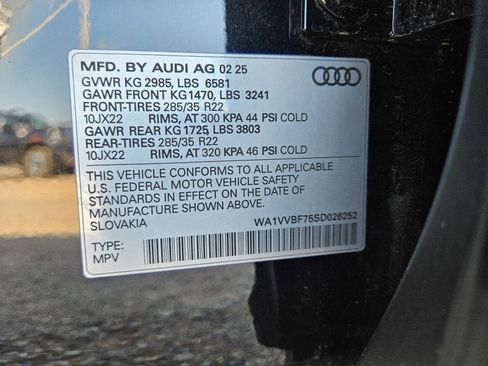 MFD. BY AUDI AG 02 25
GVWR KG 2985, LBS 6581
GAWR FRONT KG 1470, LBS 3241
FRONT-TIRES 285/35 R22
10JX22 RIMS, AT 300 KPA 44 PSI COLD
GAWR REAR KG 1725, LBS 3803
REAR-TIRES 285/35 R22
10JX22 RIMS, AT 320 KPA 46 PSI COLD
THIS VEHICLE CONFORMS TO ALL APPLICABLE
U.S. FEDERAL MOTOR VEHICLE SAFETY
STANDARDS IN EFFECT ON THE DATE OF
MANUFACTURE SHOWN ABOVE.
SLOVAKIA WA1VVBF75SD026252
TYPE:
MPV